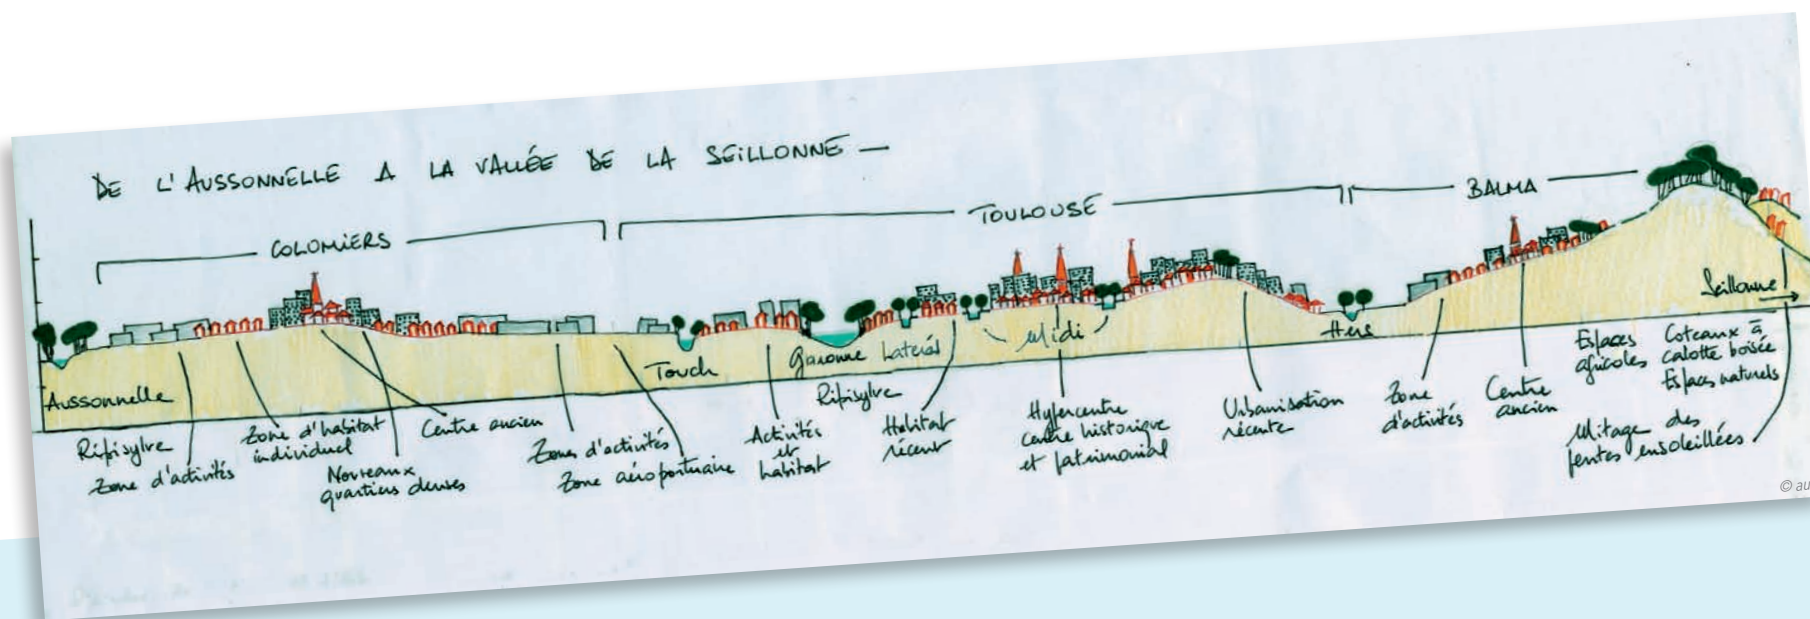 DE L'AUSSONNELLE A LA VALLÉE DE LA SEILLONNE
COLOMIERS
TOULOUSE
BALMA
Aussonnelle
Touch
Garonne
Latéral
Midi
Hers
Seillonne
Ripisylve
Zone d'activités
Zone d'habitat
individuel
Nouveaux
quartiers denses
Centre ancien
Zones d'activités
Zone aéroportuaire
Activités
et
habitat
Ripisylve
Habitat
récent
Hypercentre
centre historique
et patrimonial
Urbanisation
récente
Zone
d'activités
Centre
ancien
Espaces
agricoles
Coteaux à
calotte boisée
Espaces naturels
Mitage des
pentes ensoleillées
© au